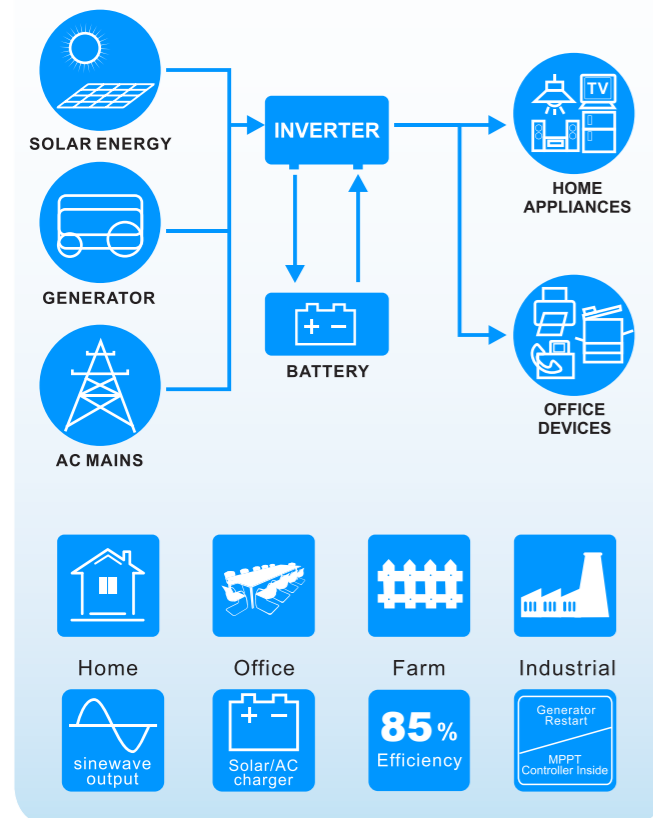 SOLAR ENERGY
GENERATOR
AC MAINS
INVERTER
+ −
BATTERY
TV
HOME
APPLIANCES
OFFICE
DEVICES
Home
Office
Farm
Industrial
sinewave
output
+ −
Solar/AC
charger
85%
Efficiency
Generator
Restart
MPPT
Controller Inside